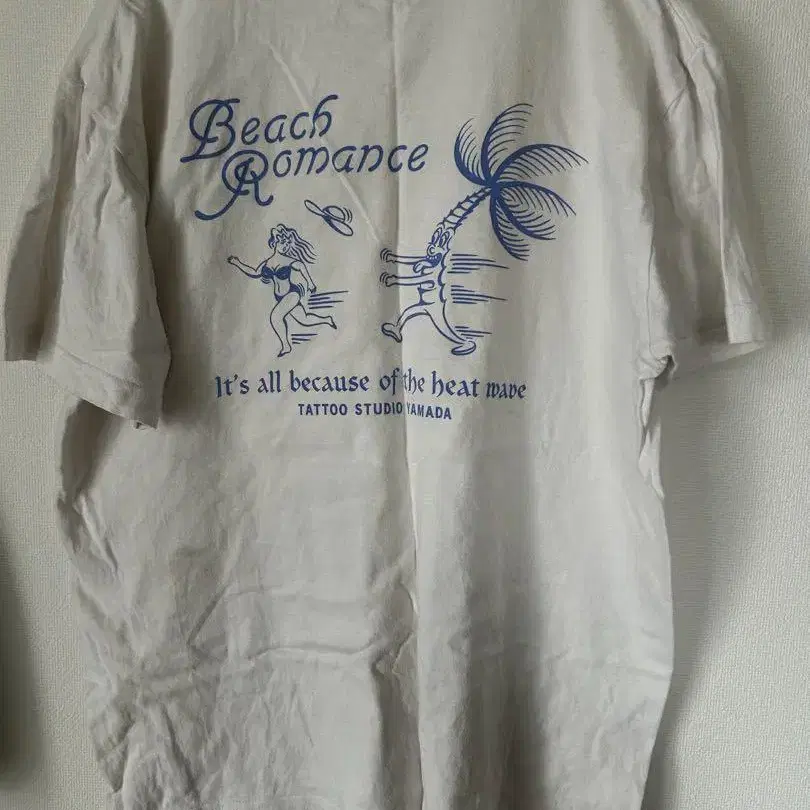 Beach
Romance
It's all because of the heat wave
TATTOO STUDIO YAMADA